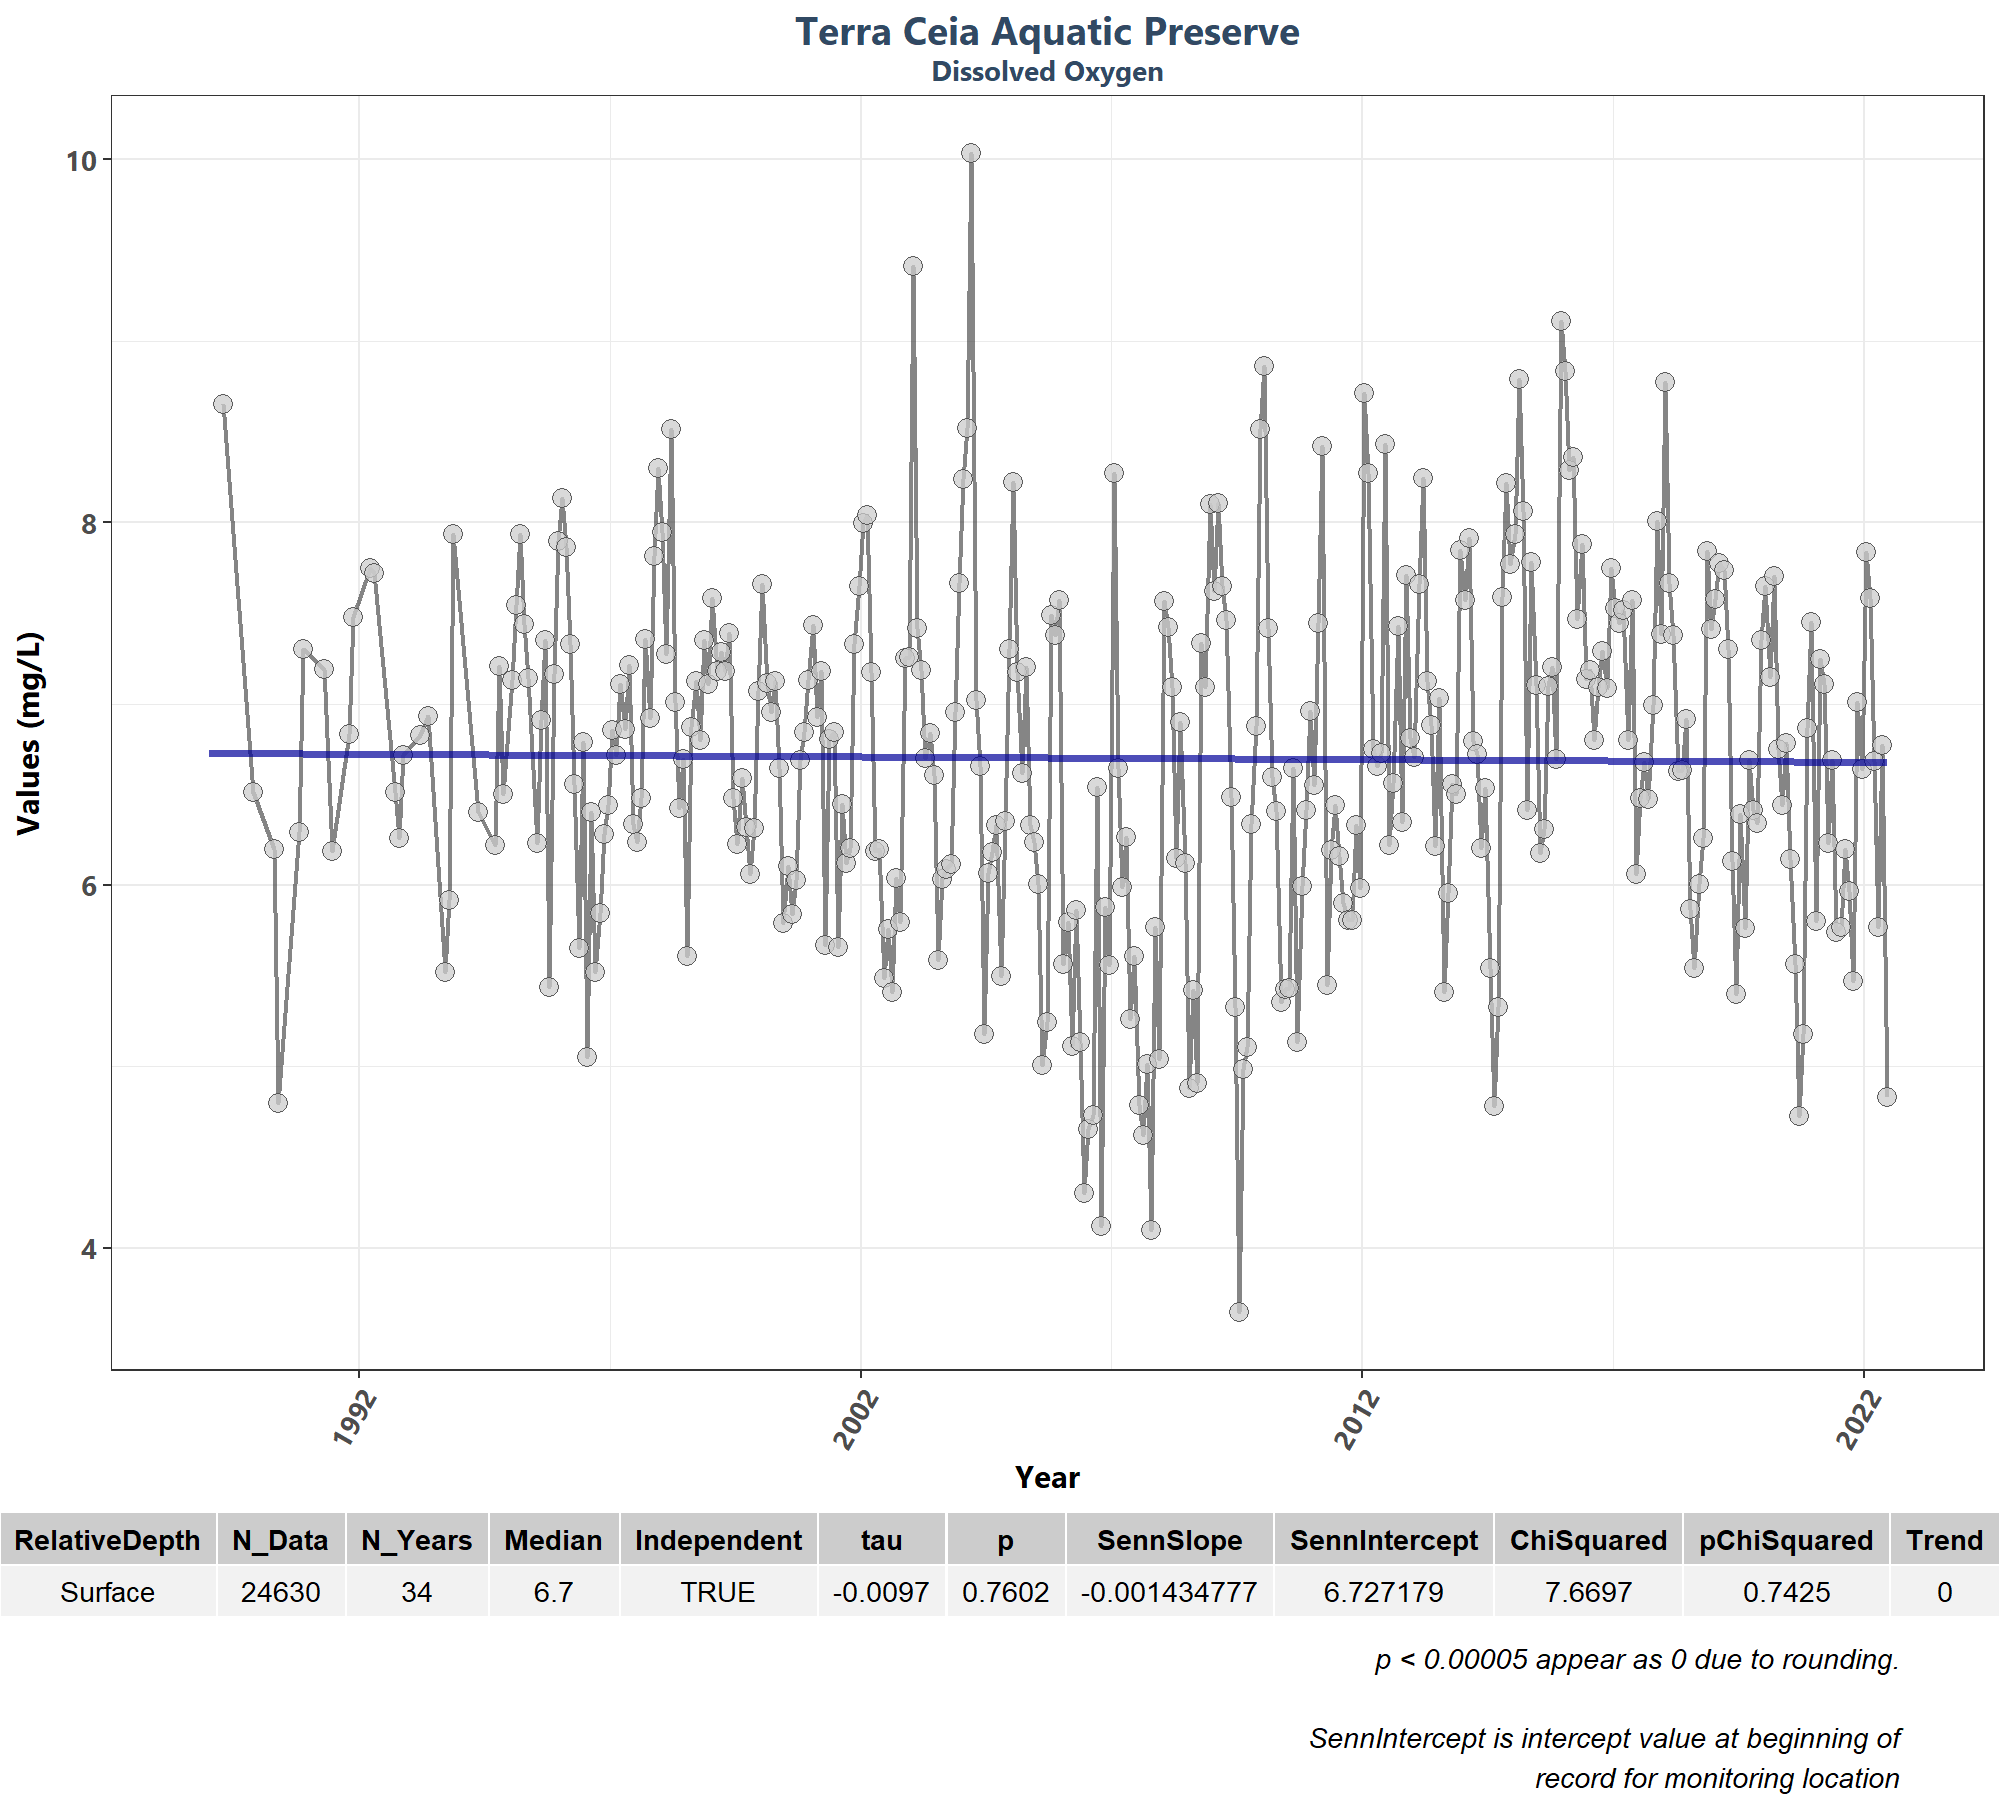 Terra Ceia Aquatic Preserve
Dissolved Oxygen
10
8
6
4
Values (mg/L)
1992 2002 2012 2022
Year
RelativeDepth N_Data N_Years Median Independent tau p SennSlope SennIntercept ChiSquared pChiSquared Trend
Surface 24630 34 6.7 TRUE -0.0097 0.7602 -0.001434777 6.727179 7.6697 0.7425 0
p < 0.00005 appear as 0 due to rounding.
SennIntercept is intercept value at beginning of
record for monitoring location